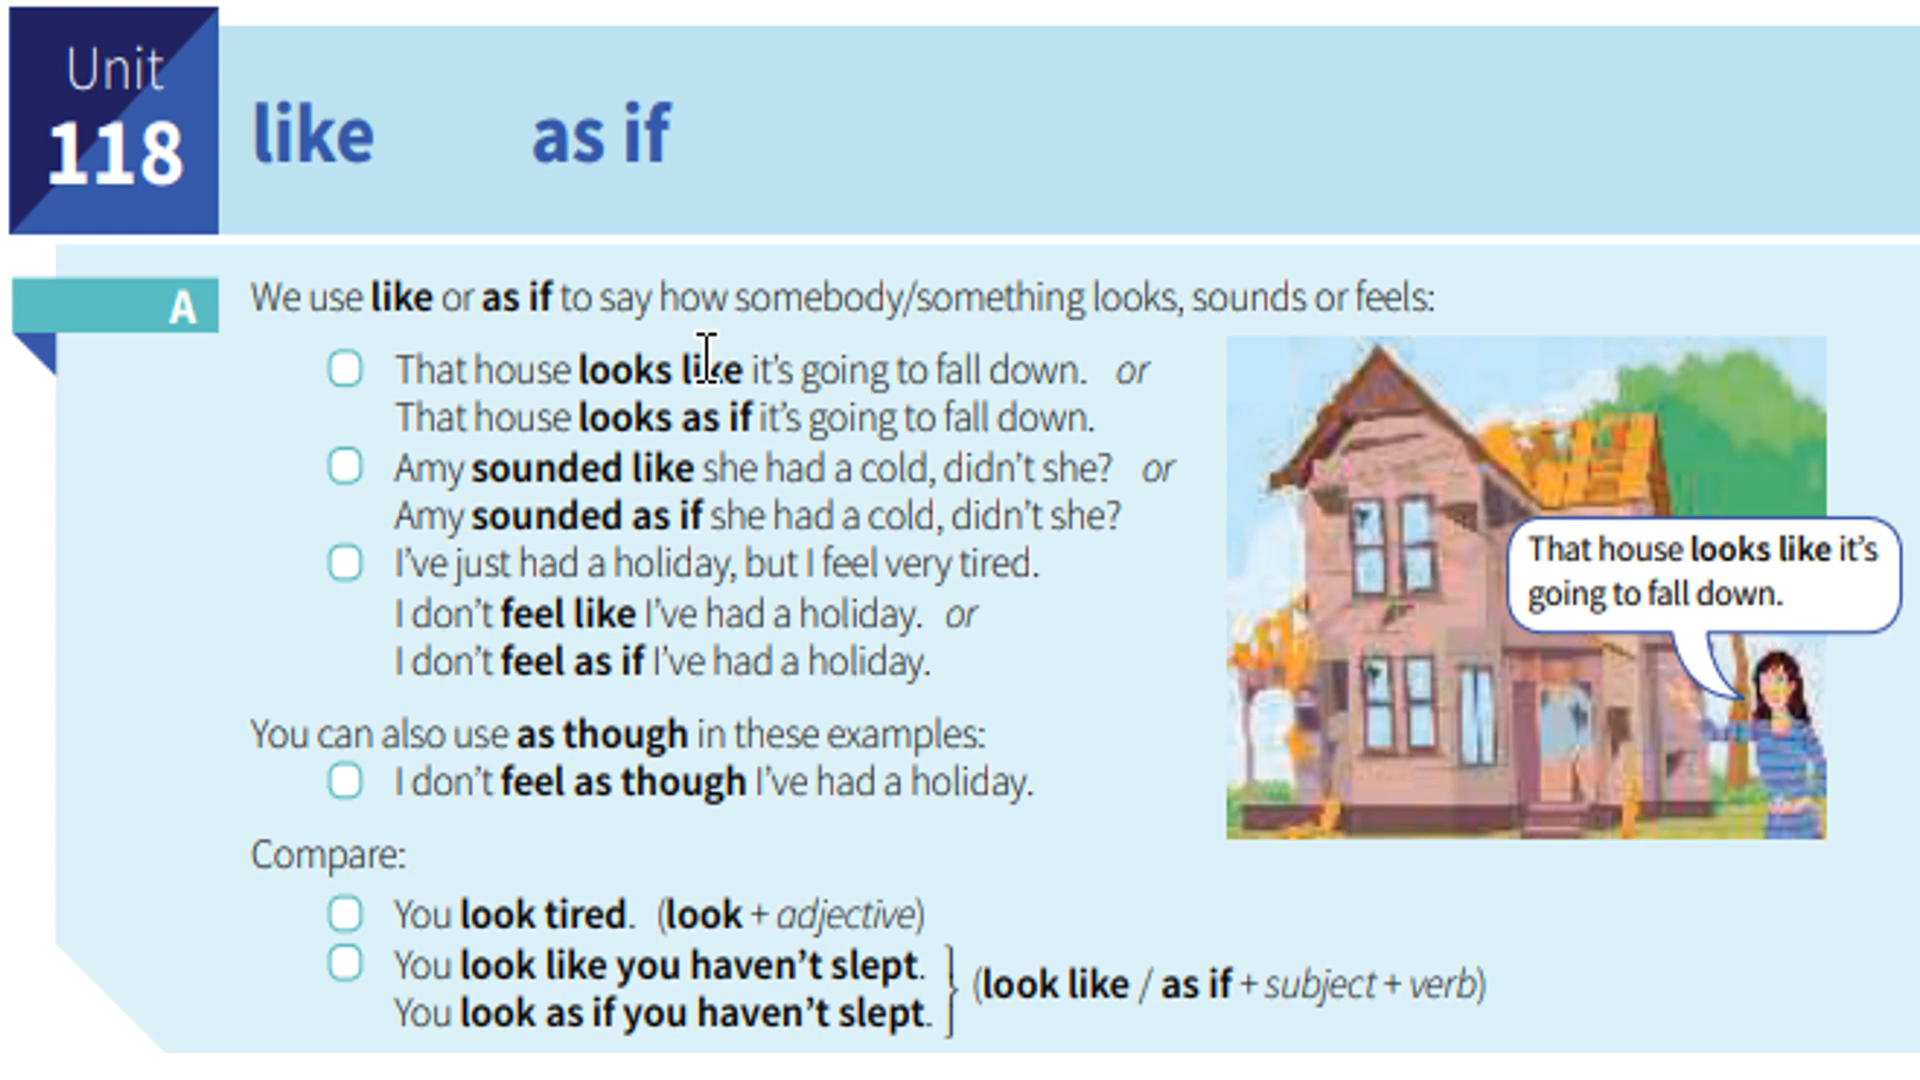 Unit
118
like as if
A
We use like or as if to say how somebody/something looks, sounds or feels:
That house looks like it's going to fall down. or
That house looks as if it's going to fall down.
Amy sounded like she had a cold, didn't she? or
Amy sounded as if she had a cold, didn't she?
I've just had a holiday, but I feel very tired.
I don't feel like I've had a holiday. or
I don't feel as if I've had a holiday.
That house looks like it's
going to fall down.
You can also use as though in these examples:
I don't feel as though I've had a holiday.
Compare:
You look tired. (look + adjective)
You look like you haven't slept.
You look as if you haven't slept.
(look like / as if + subject + verb)